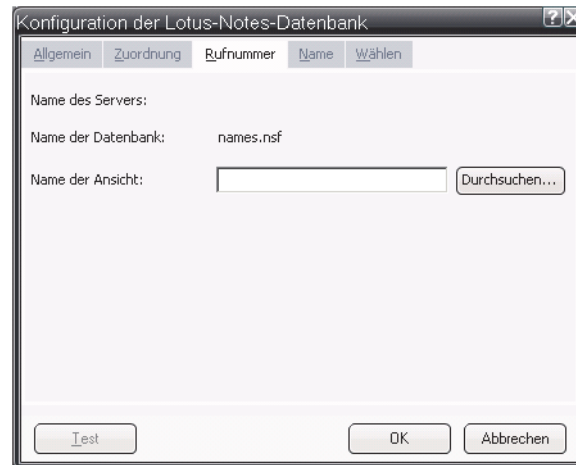 Konfiguration der Lotus-Notes-Datenbank
Allgemein Zuordnung Rufnummer Name Wählen
Name des Servers:
Name der Datenbank: names.nsf
Name der Ansicht: Durchsuchen...
Test OK Abbrechen